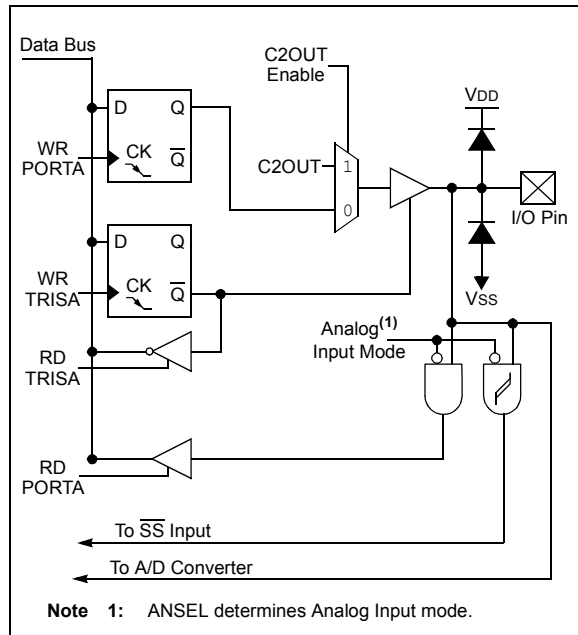 Data Bus
C2OUT
Enable
VDD
D Q
WR
PORTA
CK
Q̅
C2OUT
1
0
I/O Pin
D Q
WR
TRISA
CK
Q̅
VSS
Analog(1)
Input Mode
RD
TRISA
RD
PORTA
To S̅S̅ Input
To A/D Converter
Note 1: ANSEL determines Analog Input mode.